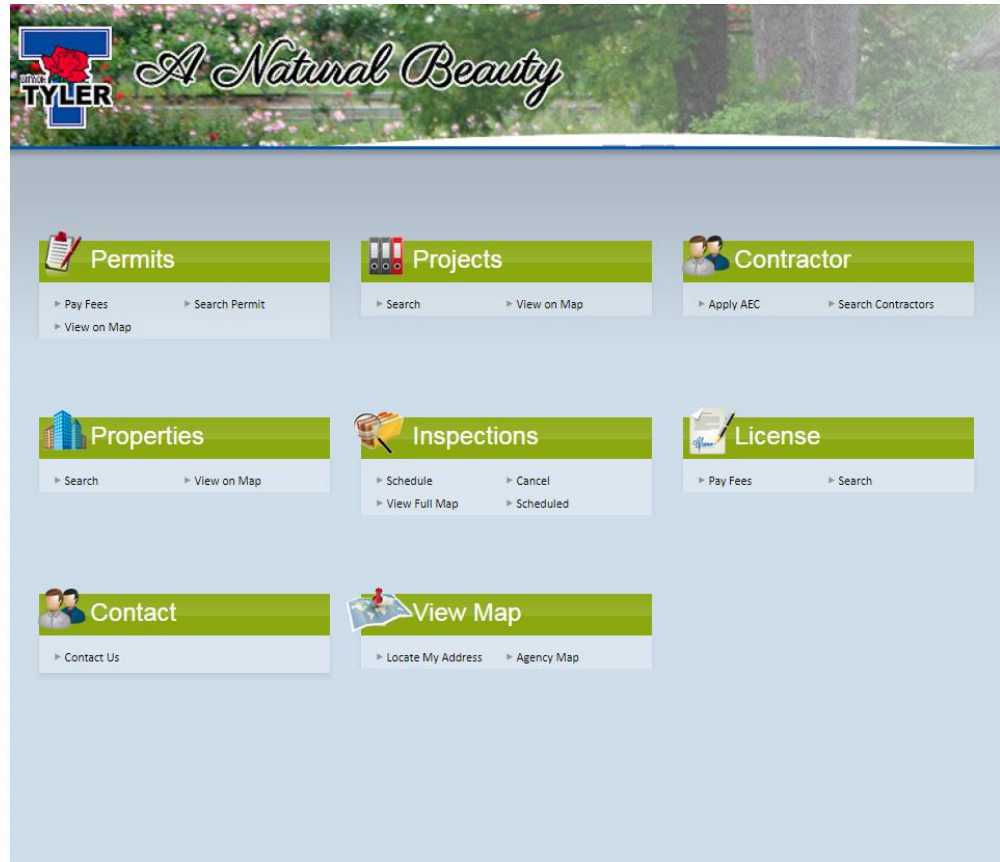 CITY OF
TYLER
A Natural Beauty
Permits
Projects
Contractor
Pay Fees
Search Permit
View on Map
Search
View on Map
Apply AEC
Search Contractors
Properties
Inspections
License
Search
View on Map
Schedule
Cancel
View Full Map
Scheduled
Pay Fees
Search
Contact
View Map
Contact Us
Locate My Address
Agency Map